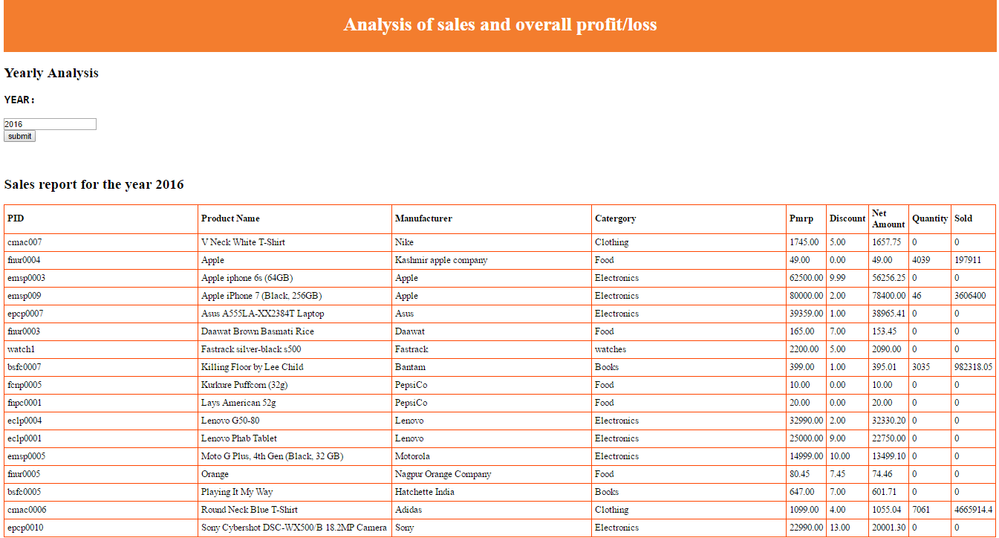 Analysis of sales and overall profit/loss
Yearly Analysis
YEAR:
2016
submit
Sales report for the year 2016
PID Product Name Manufacturer Catergory Pmrp Discount Net Amount Quantity Sold
cmac007 V Neck White T-Shirt Nike Clothing 1745.00 5.00 1657.75 0 0
fnur0004 Apple Kashmir apple company Food 49.00 0.00 49.00 4039 197911
emsp0003 Apple iphone 6s (64GB) Apple Electronics 62500.00 9.99 56256.25 0 0
emsp009 Apple iPhone 7 (Black, 256GB) Apple Electronics 80000.00 2.00 78400.00 46 3606400
epcp0007 Asus A555LA-XX2384T Laptop Asus Electronics 39359.00 1.00 38965.41 0 0
fnur0003 Daawat Brown Basmati Rice Daawat Food 165.00 7.00 153.45 0 0
watch1 Fastrack silver-black s500 Fastrack watches 2200.00 5.00 2090.00 0 0
bsfc0007 Killing Floor by Lee Child Bantam Books 399.00 1.00 395.01 3035 982318.05
fcnp0005 Kurkure Puffcorn (32g) PepsiCo Food 10.00 0.00 10.00 0 0
fnpc0001 Lays American 52g PepsiCo Food 20.00 0.00 20.00 0 0
eclp0004 Lenovo G50-80 Lenovo Electronics 32990.00 2.00 32330.20 0 0
eclp0001 Lenovo Phab Tablet Lenovo Electronics 25000.00 9.00 22750.00 0 0
emsp0005 Moto G Plus, 4th Gen (Black, 32 GB) Motorola Electronics 14999.00 10.00 13499.10 0 0
fnur0005 Orange Nagpur Orange Company Food 80.45 7.45 74.46 0 0
bsfc0005 Playing It My Way Hatchette India Books 647.00 7.00 601.71 0 0
cmac0006 Round Neck Blue T-Shirt Adidas Clothing 1099.00 4.00 1055.04 7061 4665914.4
epcp0010 Sony Cybershot DSC-WX500/B 18.2MP Camera Sony Electronics 22990.00 13.00 20001.30 0 0